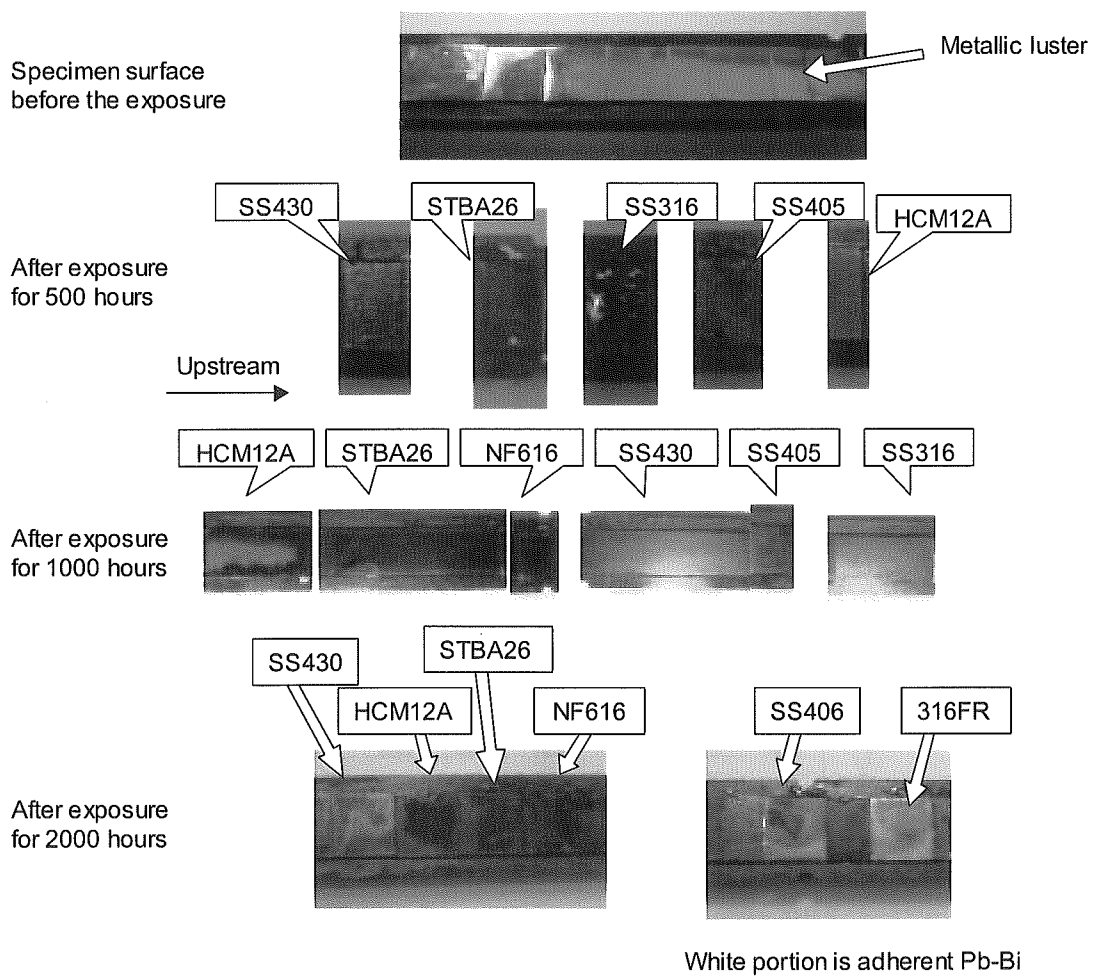 Metallic luster
Specimen surface
before the exposure
SS430
STBA26
SS316
SS405
HCM12A
After exposure
for 500 hours
Upstream
HCM12A
STBA26
NF616
SS430
SS405
SS316
After exposure
for 1000 hours
SS430
STBA26
HCM12A
NF616
SS406
316FR
After exposure
for 2000 hours
White portion is adherent Pb-Bi